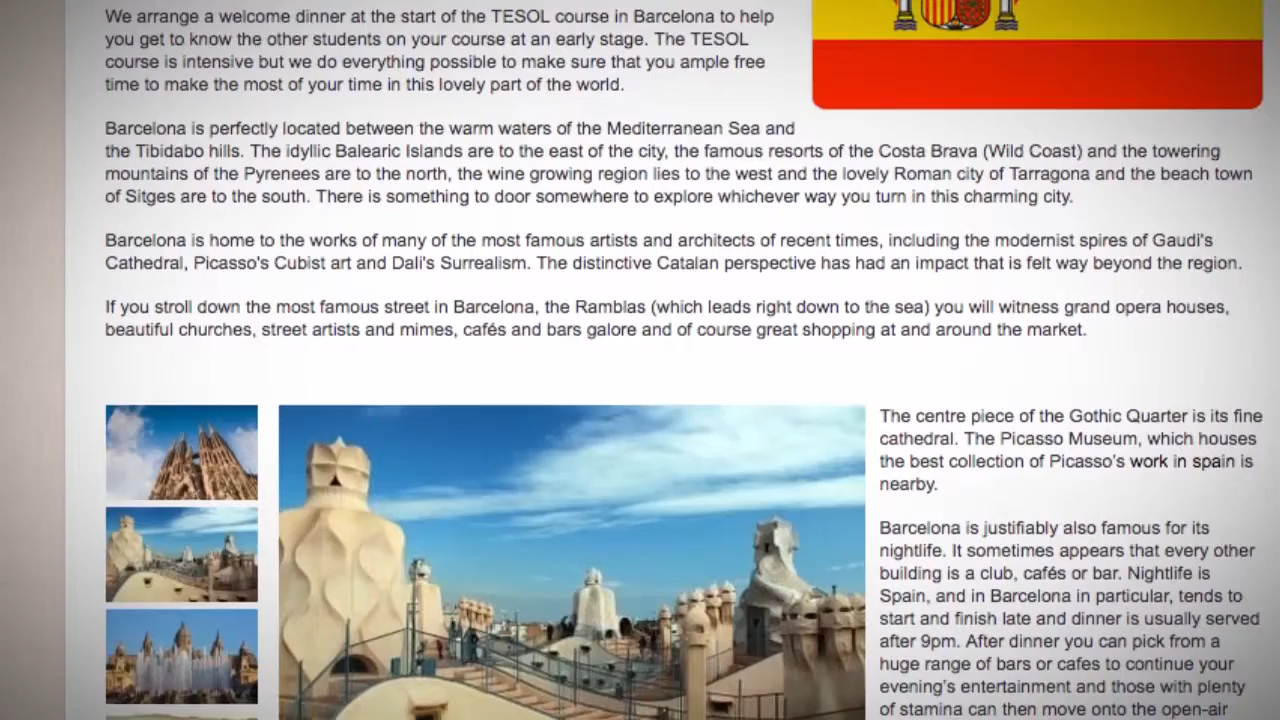 We arrange a welcome dinner at the start of the TESOL course in Barcelona to help
you get to know the other students on your course at an early stage. The TESOL
course is intensive but we do everything possible to make sure that you ample free
time to make the most of your time in this lovely part of the world.
Barcelona is perfectly located between the warm waters of the Mediterranean Sea and
the Tibidabo hills. The idyllic Balearic Islands are to the east of the city, the famous resorts of the Costa Brava (Wild Coast) and the towering
mountains of the Pyrenees are to the north, the wine growing region lies to the west and the lovely Roman city of Tarragona and the beach town
of Sitges are to the south. There is something to door somewhere to explore whichever way you turn in this charming city.
Barcelona is home to the works of many of the most famous artists and architects of recent times, including the modernist spires of Gaudi's
Cathedral, Picasso's Cubist art and Dali's Surrealism. The distinctive Catalan perspective has had an impact that is felt way beyond the region.
If you stroll down the most famous street in Barcelona, the Ramblas (which leads right down to the sea) you will witness grand opera houses,
beautiful churches, street artists and mimes, cafés and bars galore and of course great shopping at and around the market.
The centre piece of the Gothic Quarter is its fine
cathedral. The Picasso Museum, which houses
the best collection of Picasso's work in spain is
nearby.
Barcelona is justifiably also famous for its
nightlife. It sometimes appears that every other
building is a club, cafés or bar. Nightlife is
Spain, and in Barcelona in particular, tends to
start and finish late and dinner is usually served
after 9pm. After dinner you can pick from a
huge range of bars or cafes to continue your
evening's entertainment and those with plenty
of stamina can then move onto the open-air